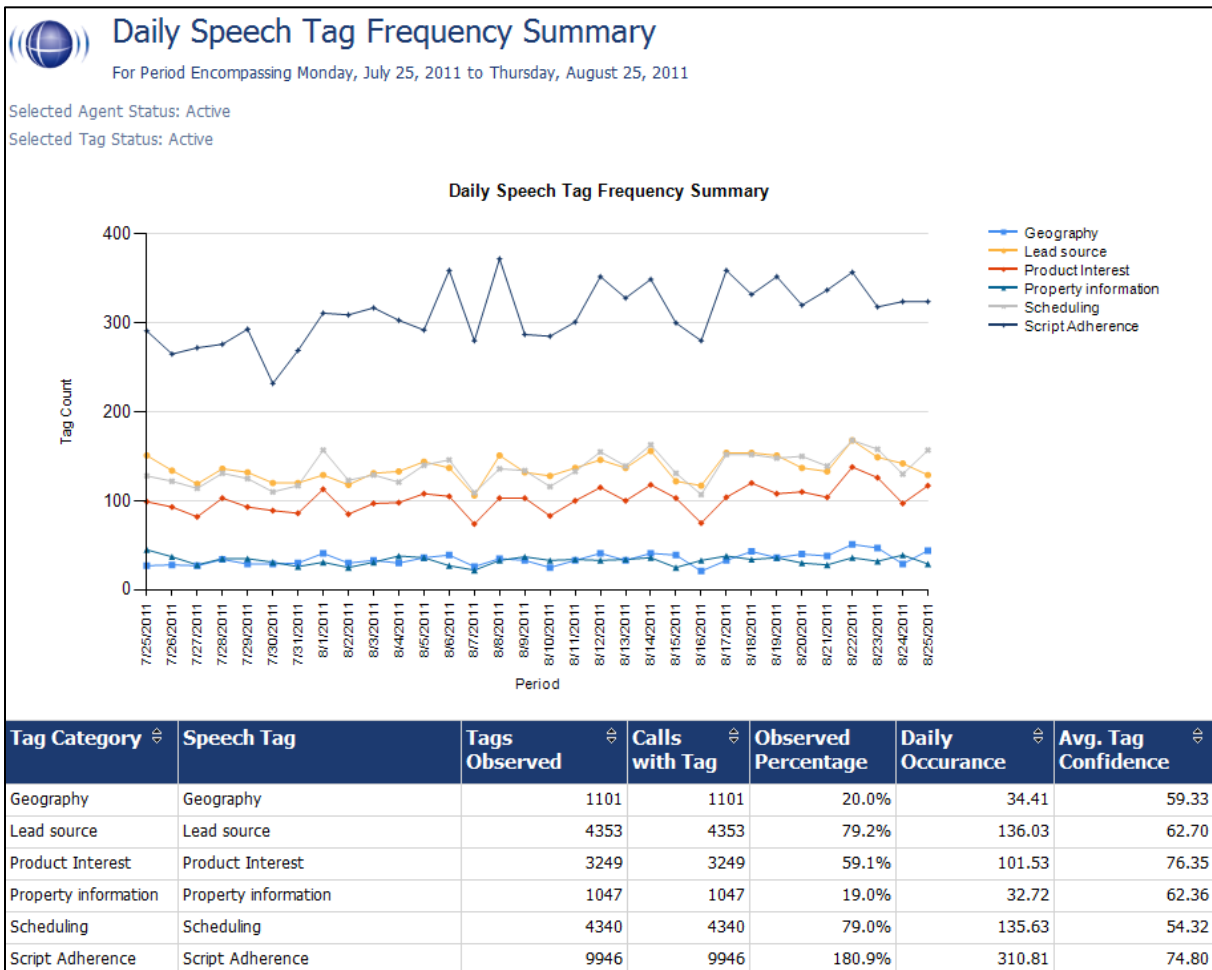 Daily Speech Tag Frequency Summary
For Period Encompassing Monday, July 25, 2011 to Thursday, August 25, 2011
Selected Agent Status: Active
Selected Tag Status: Active
Daily Speech Tag Frequency Summary
400
300
200
100
0
Tag Count
Geography
Lead source
Product Interest
Property information
Scheduling
Script Adherence
7/25/2011
7/26/2011
7/27/2011
7/28/2011
7/29/2011
7/30/2011
7/31/2011
8/1/2011
8/2/2011
8/3/2011
8/4/2011
8/5/2011
8/6/2011
8/7/2011
8/8/2011
8/9/2011
8/10/2011
8/11/2011
8/12/2011
8/13/2011
8/14/2011
8/15/2011
8/16/2011
8/17/2011
8/18/2011
8/19/2011
8/20/2011
8/21/2011
8/22/2011
8/23/2011
8/24/2011
8/25/2011
Period
Tag Category Speech Tag Tags Observed Calls with Tag Observed Percentage Daily Occurance Avg. Tag Confidence
Geography Geography 1101 1101 20.0% 34.41 59.33
Lead source Lead source 4353 4353 79.2% 136.03 62.70
Product Interest Product Interest 3249 3249 59.1% 101.53 76.35
Property information Property information 1047 1047 19.0% 32.72 62.36
Scheduling Scheduling 4340 4340 79.0% 135.63 54.32
Script Adherence Script Adherence 9946 9946 180.9% 310.81 74.80